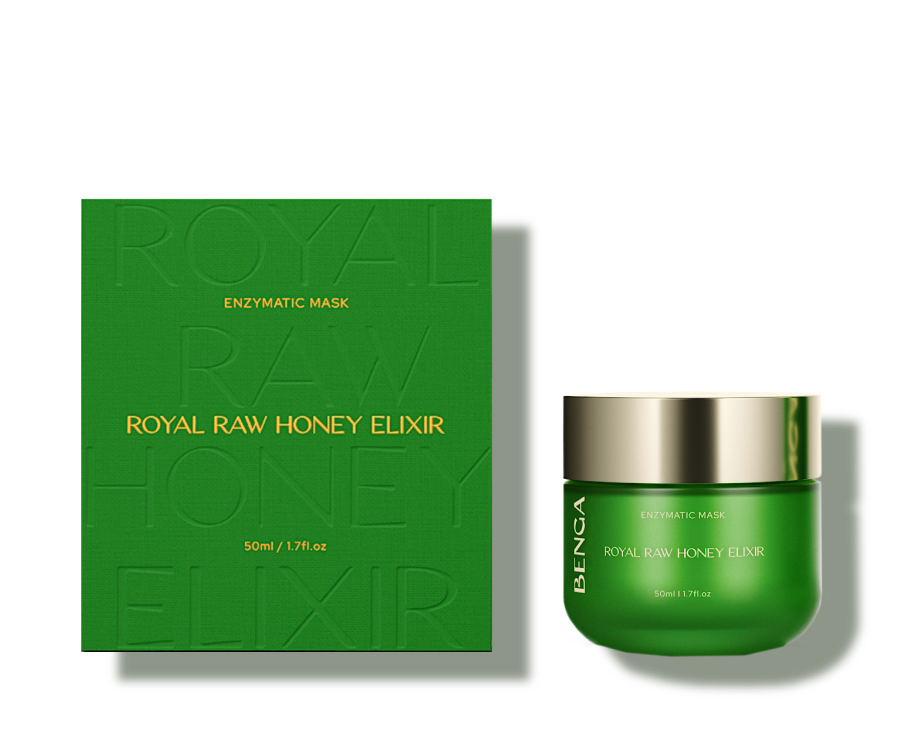 ROYAL
ENZYMATIC MASK
RAW
ROYAL RAW HONEY ELIXIR
HONEY
50ml / 1.7fl.oz
ELIXIR
BENGA
ENZYMATIC MASK
ROYAL RAW HONEY ELIXIR
50ml I 1.7fl.oz